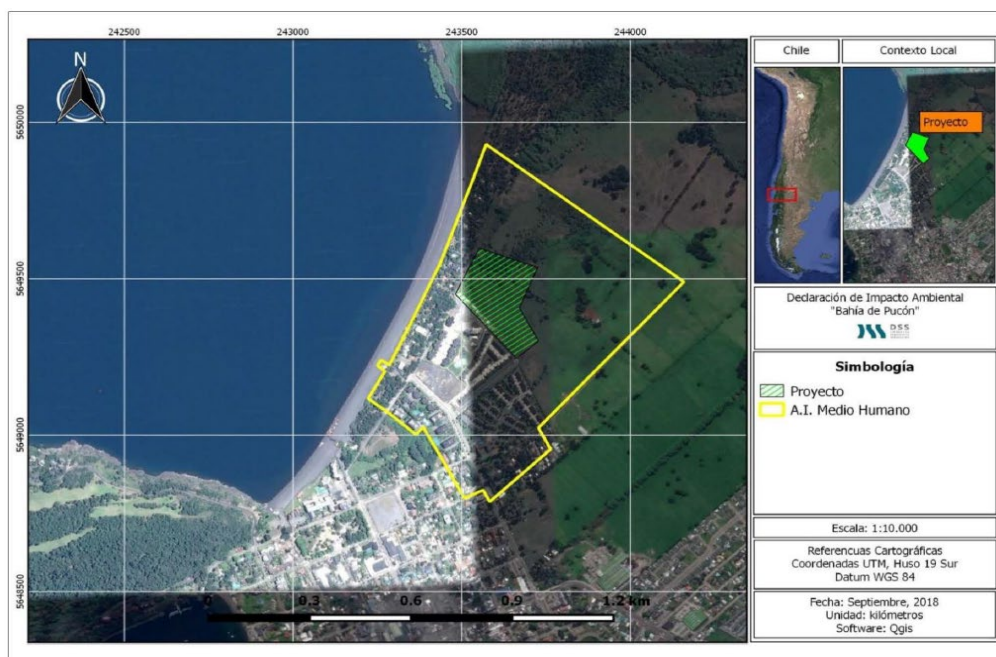 242500
243000
243500
244000
N
5650000
5649500
5649000
5648500
0
0.3
0.6
0.9
1.2 km
Chile
Contexto Local
Proyecto
Declaración de Impacto Ambiental
"Bahía de Pucón"
DSS
Simbología
Proyecto
A.I. Medio Humano
Escala: 1:10.000
Referencuas Cartográficas
Coordenadas UTM, Huso 19 Sur
Datum WGS 84
Fecha: Septiembre, 2018
Unidad: kilómetros
Software: Qgis